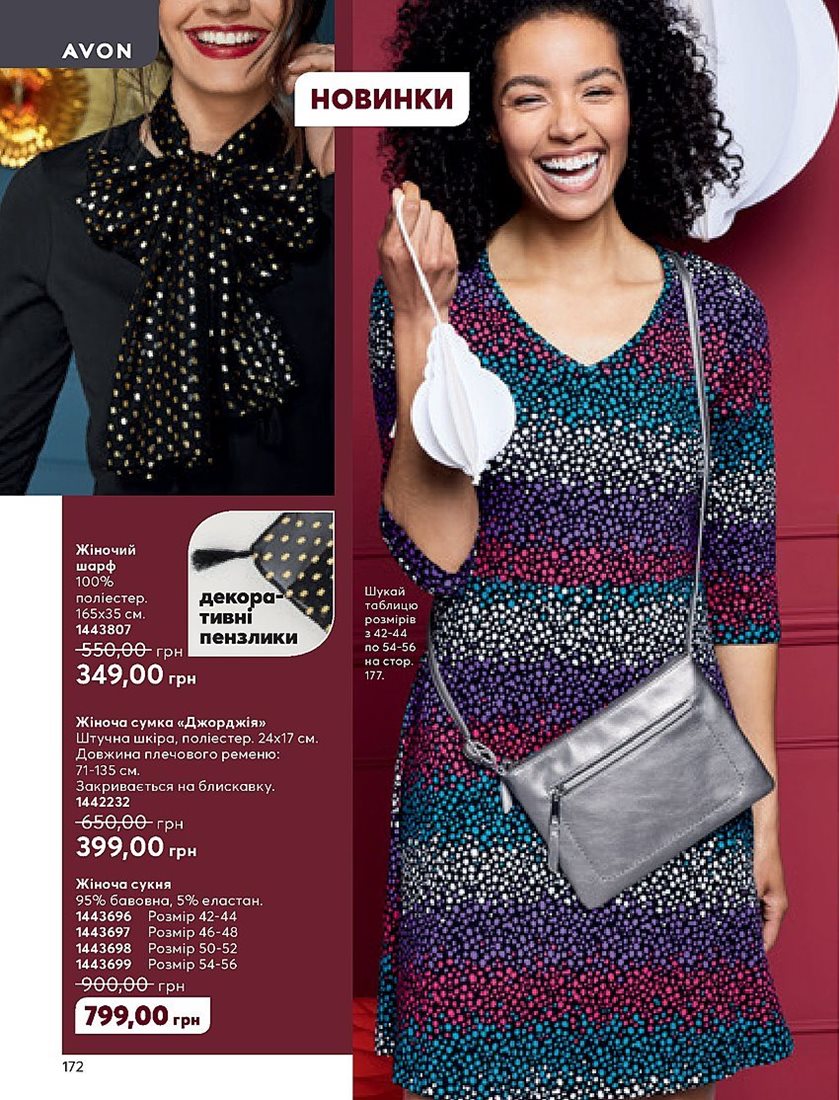 AVON
НОВИНКИ
Жіночий
шарф
100%
поліестер.
165х35 см.
1443807
550,00 грн
349,00 грн
декора-
тивні
пензлики
Шукай
таблицю
розмірів
з 42-44
по 54-56
на стор.
177.
Жіноча сумка «Джорджія»
Штучна шкіра, поліестер. 24х17 см.
Довжина плечового ременю:
71-135 см.
Закривається на блискавку.
1442232
650,00 грн
399,00 грн
Жіноча сукня
95% бавовна, 5% еластан.
1443696 Розмір 42-44
1443697 Розмір 46-48
1443698 Розмір 50-52
1443699 Розмір 54-56
900,00 грн
799,00 грн
172